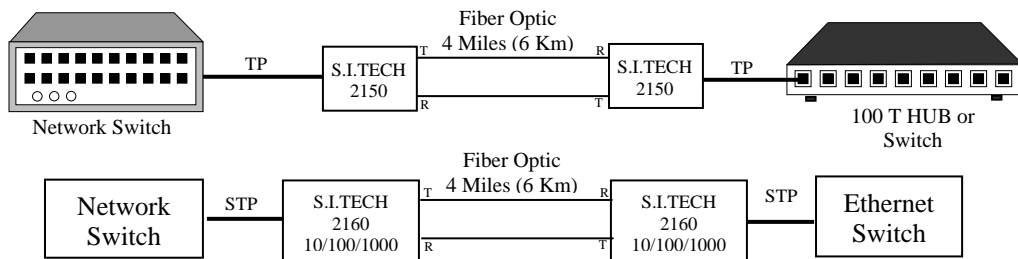 Fiber Optic
4 Miles (6 Km)
T
R
TP
S.I.TECH
2150
S.I.TECH
2150
TP
R
T
Network Switch
100 T HUB or
Switch
Fiber Optic
4 Miles (6 Km)
Network
Switch
STP
S.I.TECH
2160
10/100/1000
T
R
R
T
S.I.TECH
2160
10/100/1000
STP
Ethernet
Switch